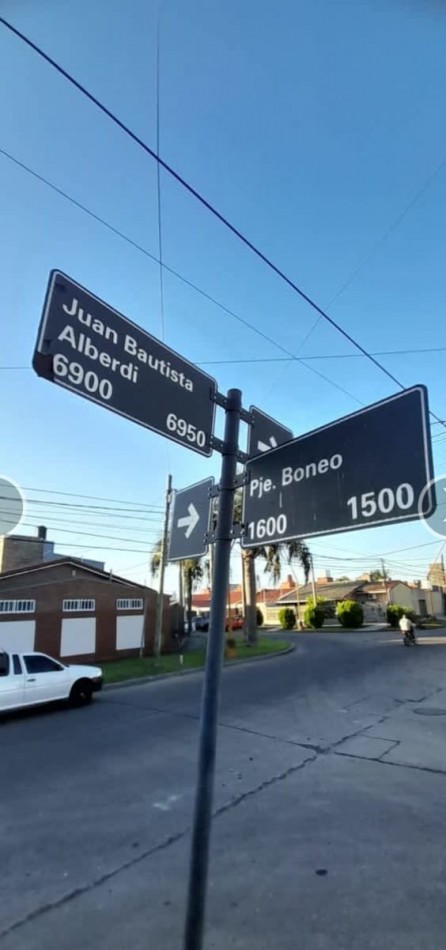 Juan Bautista
Alberdi
6900 6950
Pje. Boneo
1600 1500